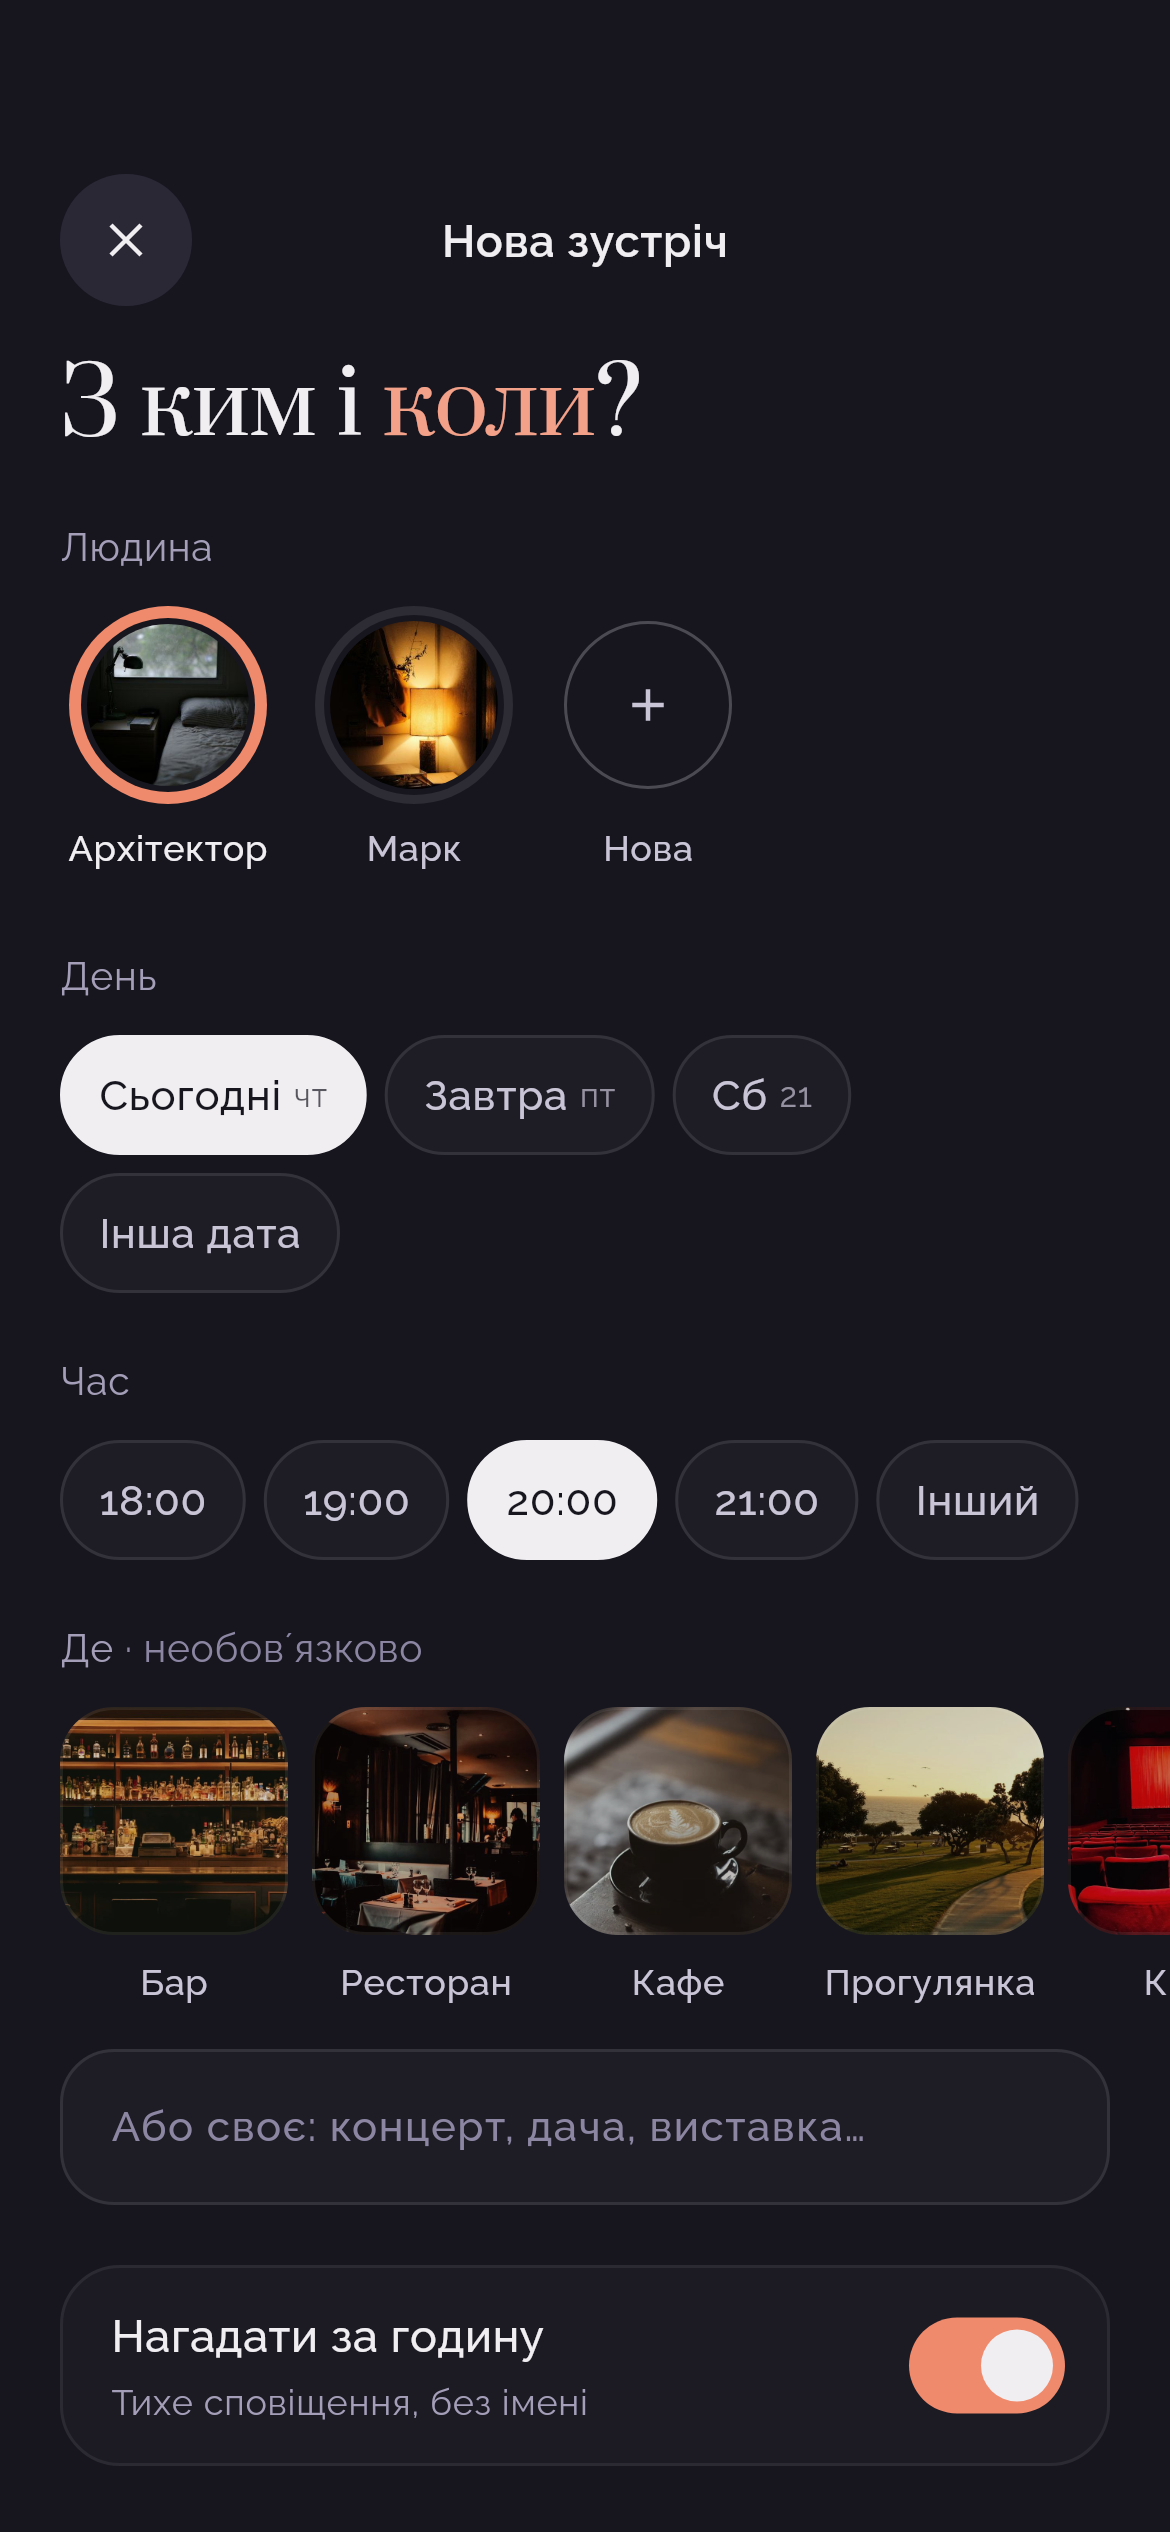 Нова зустріч
З ким і коли?
Людина
Архітектор Марк Нова
День
Сьогодні чт Завтра пт Сб 21
Інша дата
Час
18:00 19:00 20:00 21:00 Інший
Де · необов´язково
Бар Ресторан Кафе Прогулянка К
Або своє: концерт, дача, виставка…
Нагадати за годину
Тихе сповіщення, без імені